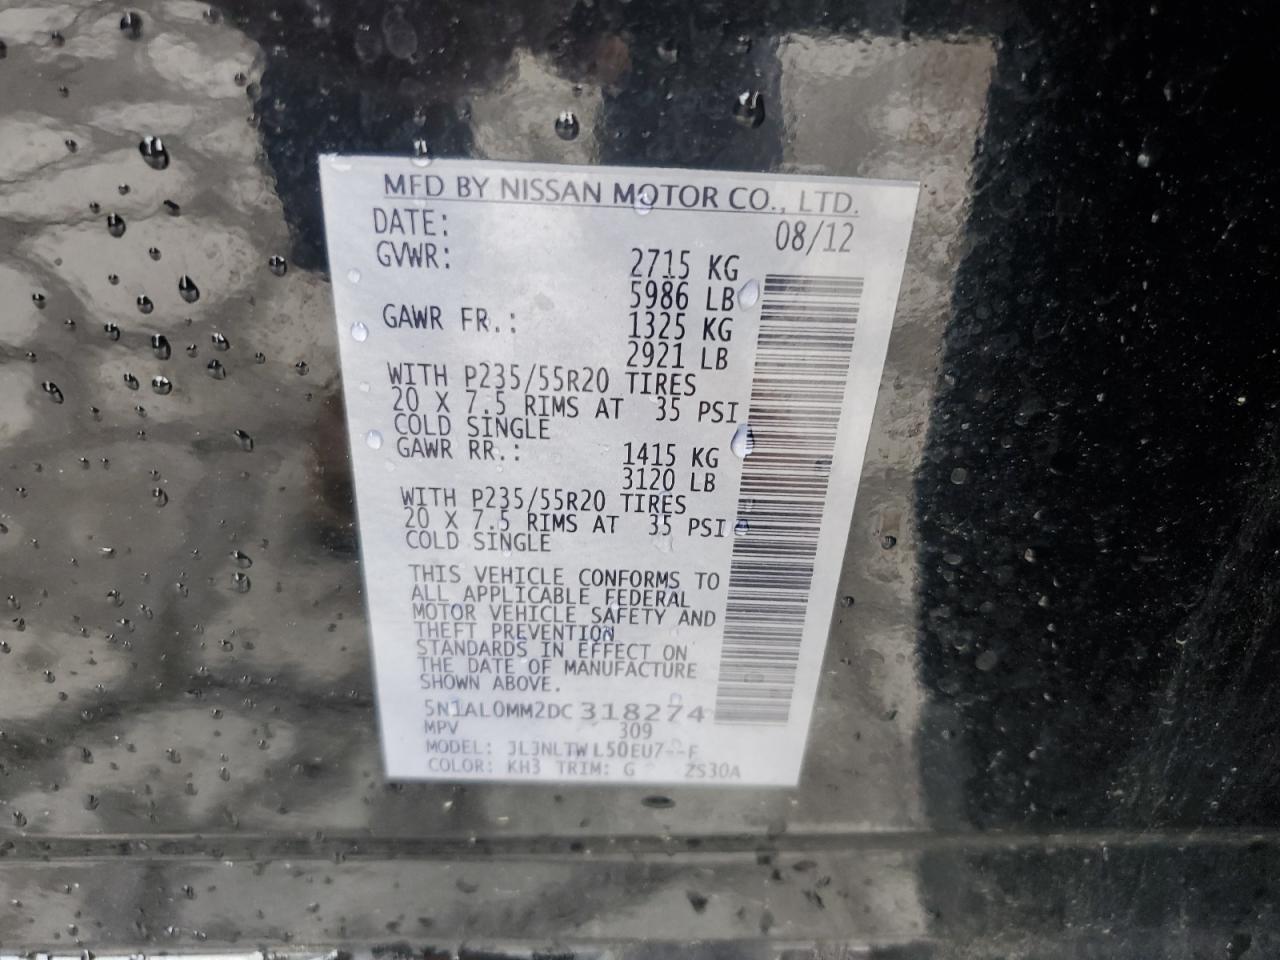 MFD BY NISSAN MOTOR CO., LTD.
DATE: 08/12
GVWR: 2715 KG
5986 LB
GAWR FR.: 1325 KG
2921 LB
WITH P235/55R20 TIRES
20 X 7.5 RIMS AT 35 PSI
COLD SINGLE
GAWR RR.: 1415 KG
3120 LB
WITH P235/55R20 TIRES
20 X 7.5 RIMS AT 35 PSI
COLD SINGLE
THIS VEHICLE CONFORMS TO
ALL APPLICABLE FEDERAL
MOTOR VEHICLE SAFETY AND
THEFT PREVENTION
STANDARDS IN EFFECT ON
THE DATE OF MANUFACTURE
SHOWN ABOVE.
5N1AL0MM2DC318274
MPV 309
MODEL: JLJNLTW L50EU7--F
COLOR: KH3 TRIM: G ZS30A